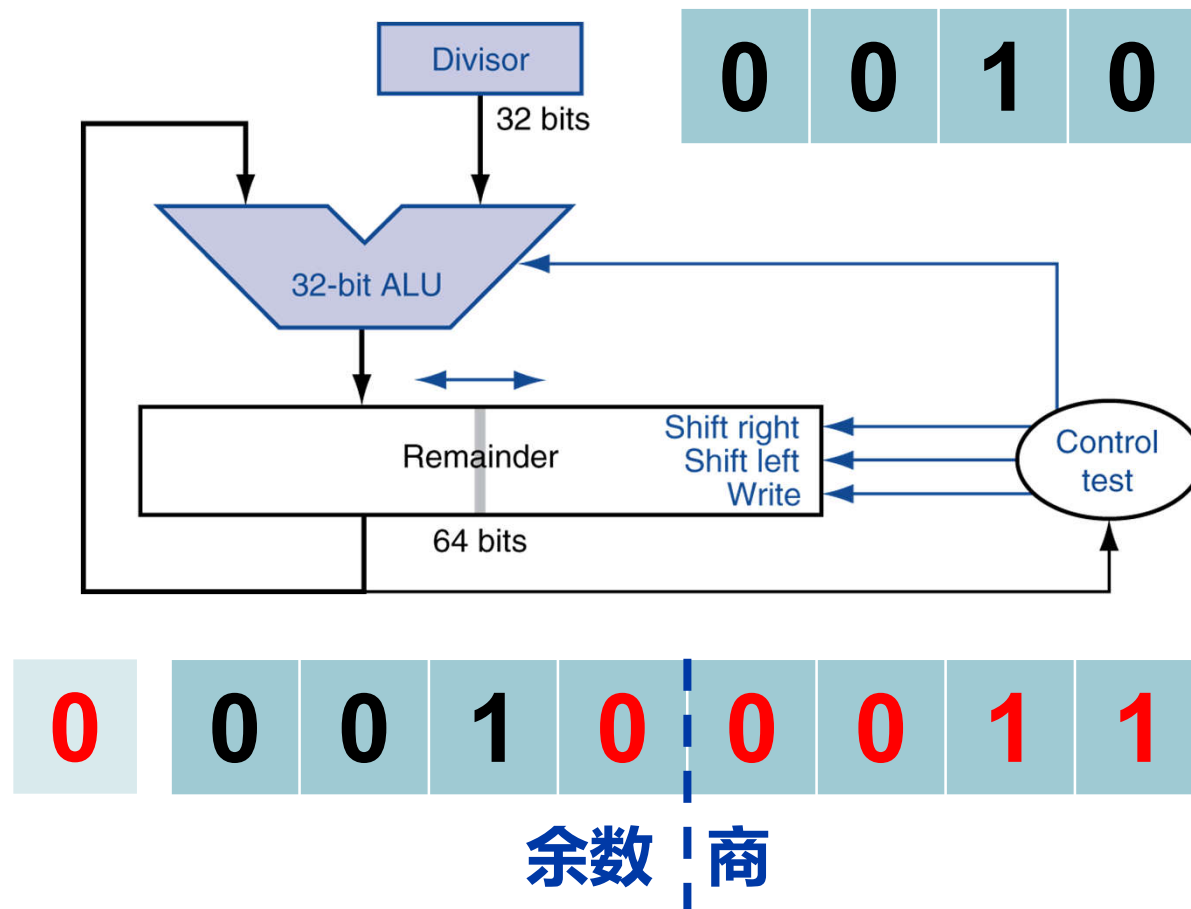 Divisor
0 0 1 0
32 bits
32-bit ALU
Remainder
Shift right
Shift left
Write
Control
test
64 bits
0 0 0 1 0 0 0 1 1
余数 商